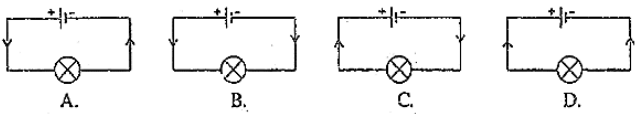 + - + - + - + -
A. B. C. D.